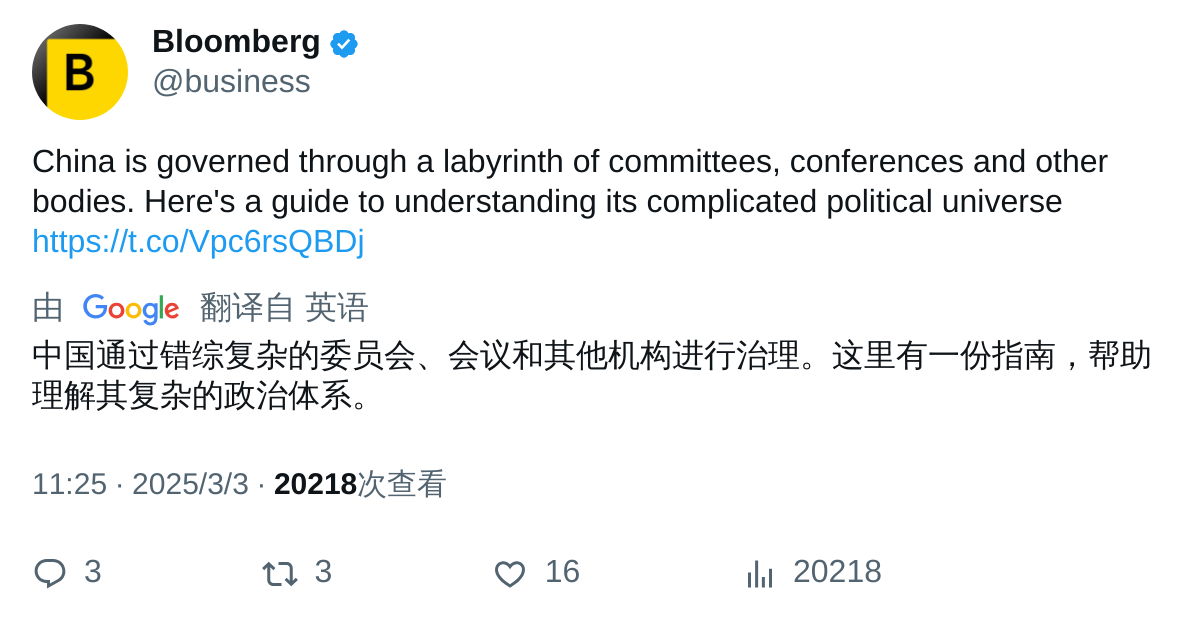 B
Bloomberg
@business
China is governed through a labyrinth of committees, conferences and other
bodies. Here's a guide to understanding its complicated political universe
https://t.co/Vpc6rsQBDj
由 Google 翻译自 英语
中国通过错综复杂的委员会、会议和其他机构进行治理。这里有一份指南，帮助
理解其复杂的政治体系。
11:25 · 2025/3/3 · 20218次查看
3 3 16 20218